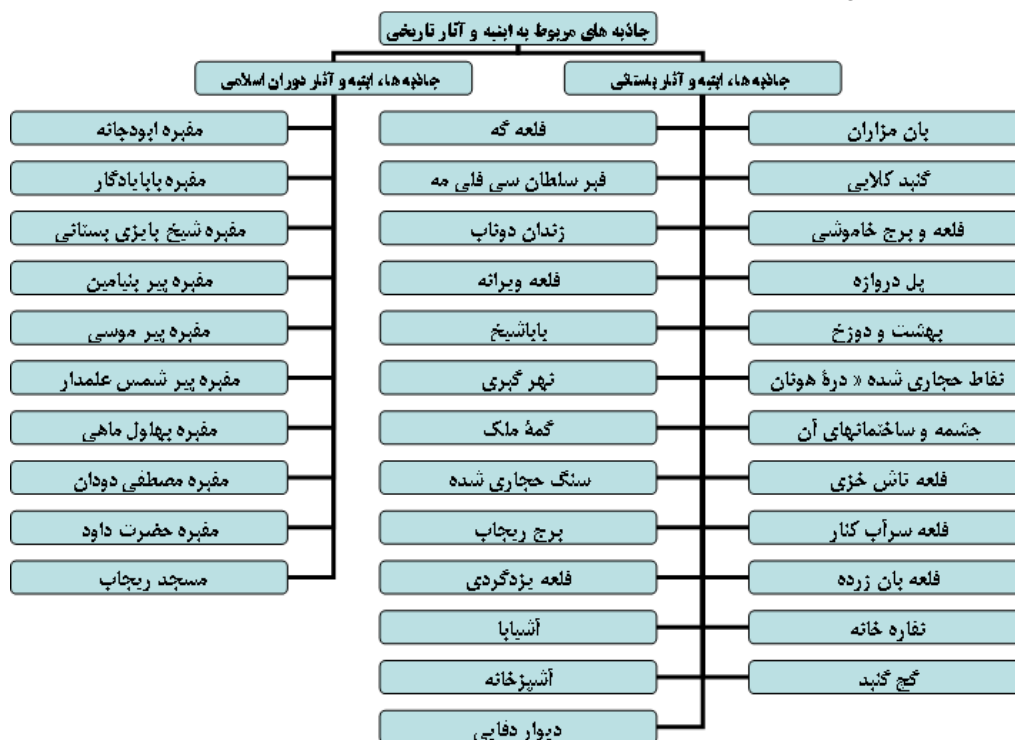 جاذبه های مربوط به ابنیه و آثار تاریخی
جاذبه ها، ابنیه و آثار باستانی
جاذبه ها، ابنیه و آثار دوران اسلامی
بان مزاران
گنبد کلایی
قلعه و برج خاموشی
پل دروازه
بهشت و دوزخ
نقاط حجاری شده « درۀ هونان
چشمه و ساختمانهای آن
قلعه تاش خزی
قلعه سرآب کنار
قلعه بان زرده
نقاره خانه
گچ گنبد
قلعه گه
قبر سلطان سی قلی مه
زندان دوتاب
قلعه ویرانه
باباشیخ
نهر گبری
گمۀ ملک
سنگ حجاری شده
برج ریجاب
قلعه یزدگردی
آشیابا
آشپزخانه
دیوار دفایی
مقبره ابودجانه
مقبره بابایادگار
مقبره شیخ بایزی بستانی
مقبره پیر بنیامین
مقبره پیر موسی
مقبره پیر شمس علمدار
مقبره بهلول ماهی
مقبره مصطفی دودان
مقبره حضرت داود
مسجد ریجاب